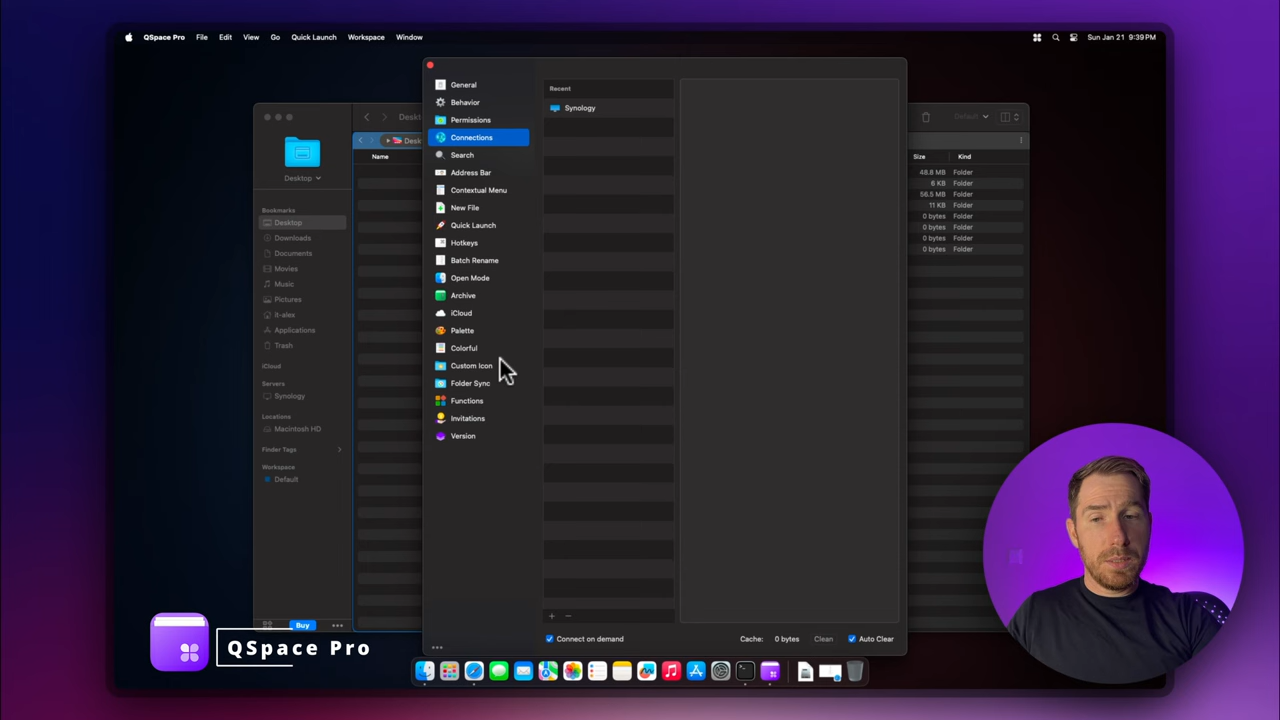 QSpace Pro File Edit View Go Quick Launch Workspace Window Sun Jan 21 9:39 PM
Desktop
Bookmarks
Desktop
Downloads
Documents
Movies
Music
Pictures
it-alex
Applications
Trash
iCloud
Servers
Synology
Locations
Macintosh HD
Finder Tags
Workspace
Default
Buy
Deskt
Desk
Name
General
Behavior
Permissions
Connections
Search
Address Bar
Contextual Menu
New File
Quick Launch
Hotkeys
Batch Rename
Open Mode
Archive
iCloud
Palette
Colorful
Custom Icon
Folder Sync
Functions
Invitations
Version
Recent
Synology
Connect on demand Cache: 0 bytes Clean Auto Clear
Default
Size Kind
48.8 MB Folder
6 KB Folder
56.5 MB Folder
11 KB Folder
0 bytes Folder
0 bytes Folder
0 bytes Folder
0 bytes Folder
QSpace Pro